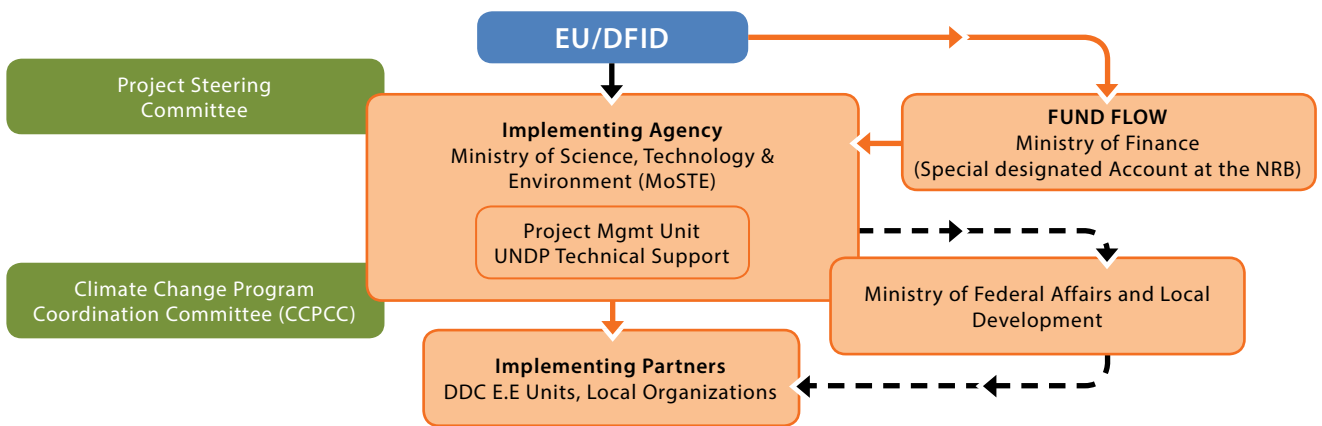 EU/DFID
Project Steering
Committee
Implementing Agency
Ministry of Science, Technology &
Environment (MoSTE)
Project Mgmt Unit
UNDP Technical Support
FUND FLOW
Ministry of Finance
(Special designated Account at the NRB)
Climate Change Program
Coordination Committee (CCPCC)
Ministry of Federal Affairs and Local
Development
Implementing Partners
DDC E.E Units, Local Organizations